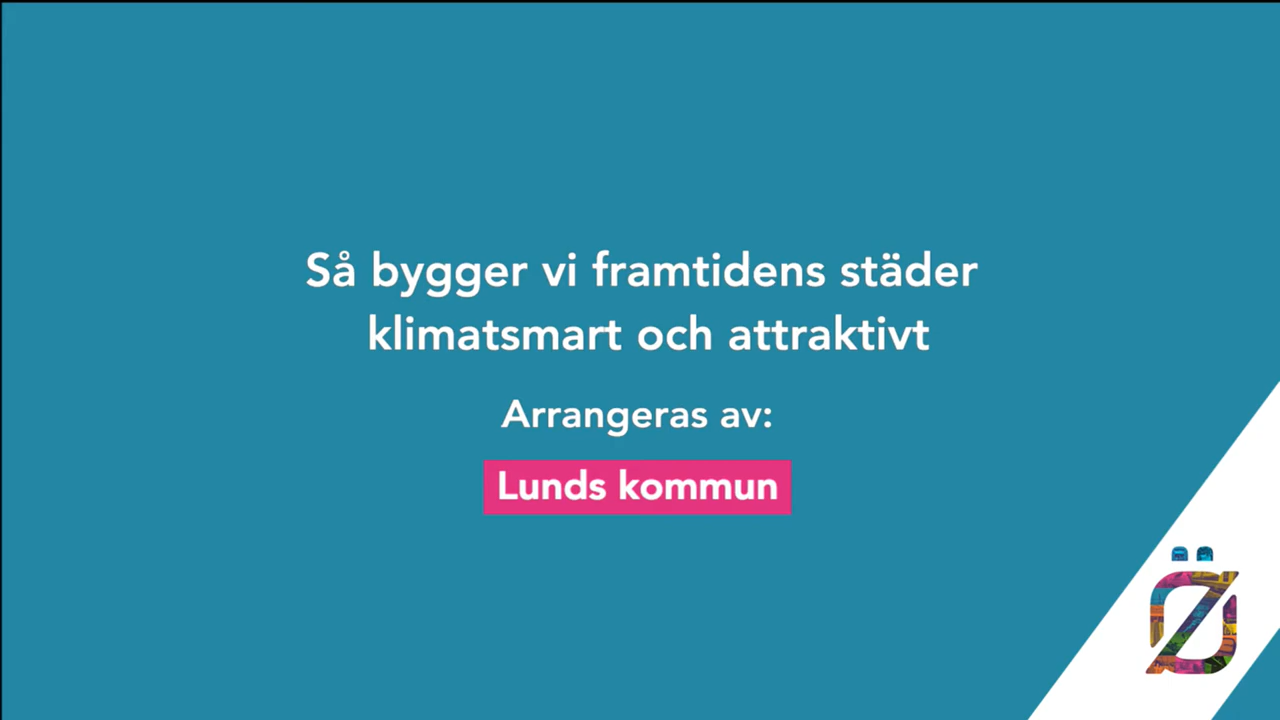 Så bygger vi framtidens städer
klimatsmart och attraktivt
Arrangeras av:
Lunds kommun